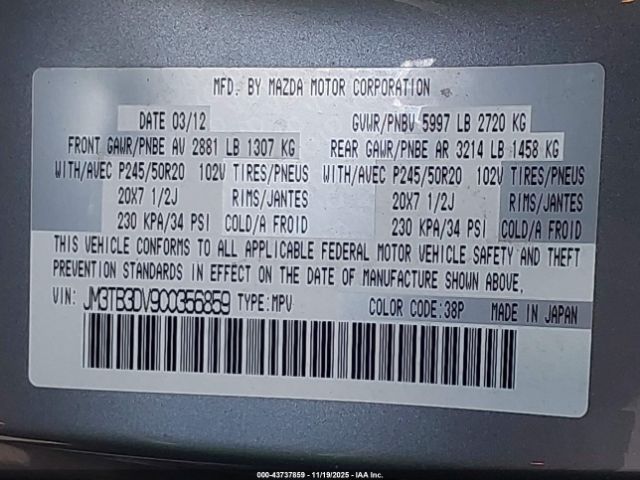 MFD. BY MAZDA MOTOR CORPORATION
DATE 03/12 GVWR/PNBV 5997 LB 2720 KG
FRONT GAWR/PNBE AV 2881 LB 1307 KG REAR GAWR/PNBE AR 3214 LB 1458 KG
WITH/AVEC P245/50R20 102V TIRES/PNEUS WITH/AVEC P245/50R20 102V TIRES/PNEUS
20X7 1/2J RIMS/JANTES 20X7 1/2J RIMS/JANTES
230 KPA/34 PSI COLD/A FROID 230 KPA/34 PSI COLD/A FROID
THIS VEHICLE CONFORMS TO ALL APPLICABLE FEDERAL MOTOR VEHICLE SAFETY AND THEFT
PREVENTION STANDARDS IN EFFECT ON THE DATE OF MANUFACTURE SHOWN ABOVE.
VIN: JM3TB3DV9C0356859 TYPE:MPV COLOR CODE:38P MADE IN JAPAN
000-43737859 - 11/19/2025 - IAA Inc.